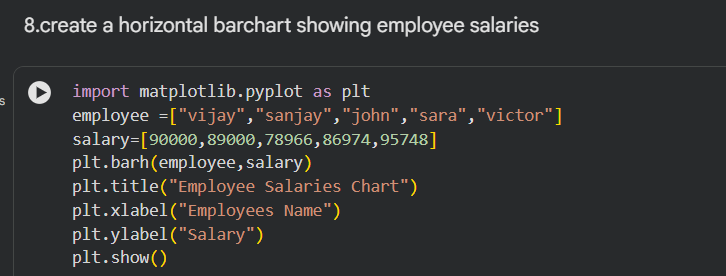 8.create a horizontal barchart showing employee salaries
s
import matplotlib.pyplot as plt
employee =["vijay","sanjay","john","sara","victor"]
salary=[90000,89000,78966,86974,95748]
plt.barh(employee,salary)
plt.title("Employee Salaries Chart")
plt.xlabel("Employees Name")
plt.ylabel("Salary")
plt.show()